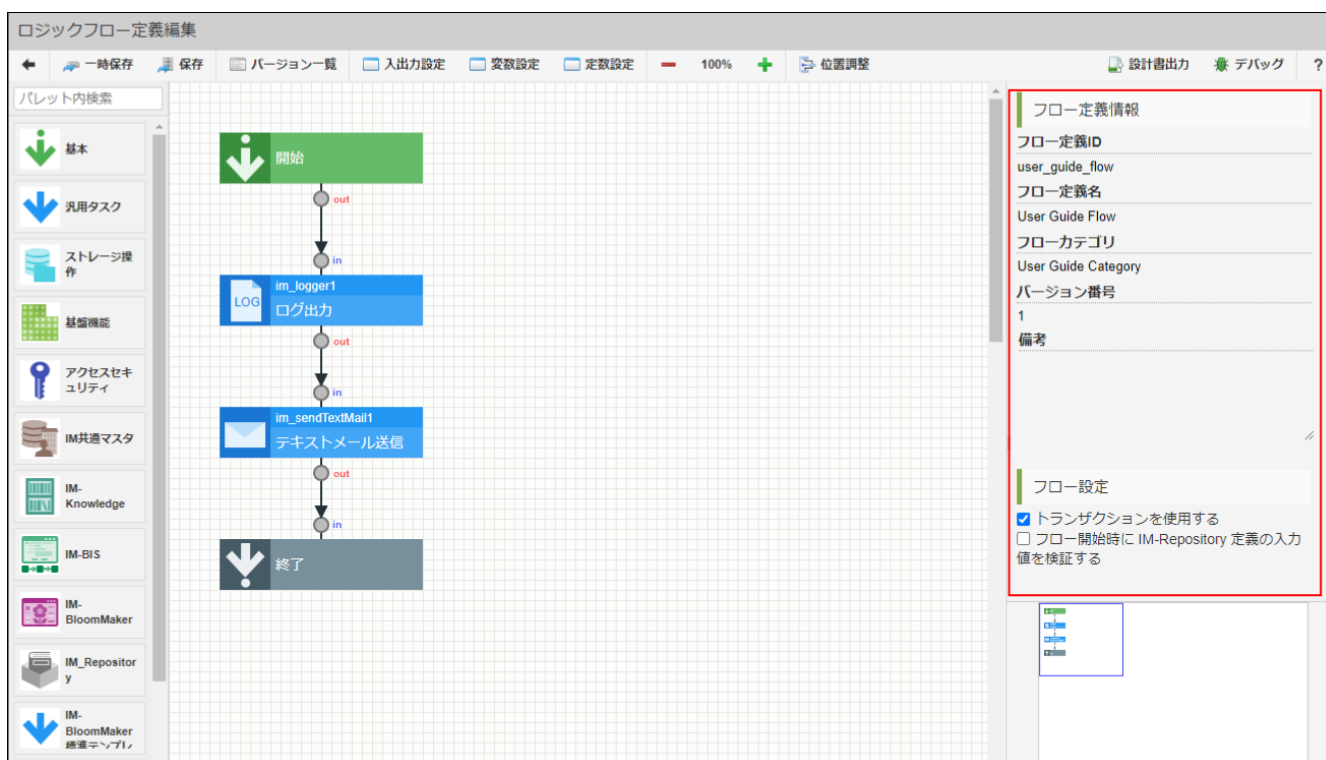 ロジックフロー定義編集
一時保存 保存 バージョン一覧 入出力設定 変数設定 定数設定 100% 位置調整 設計書出力 デバッグ ?
パレット内検索
基本
汎用タスク
ストレージ操
作
基盤機能
アクセスセキ
ュリティ
IM共通マスタ
IM-
Knowledge
IM-BIS
IM-
BloomMaker
IM_Repositor
y
IM-
BloomMaker
標準テンプレ
開始
out
in
im_logger1
LOG
ログ出力
out
in
im_sendTextMail1
テキストメール送信
out
in
終了
フロー定義情報
フロー定義ID
user_guide_flow
フロー定義名
User Guide Flow
フローカテゴリ
User Guide Category
バージョン番号
1
備考
フロー設定
トランザクションを使用する
フロー開始時に IM-Repository 定義の入力
値を検証する